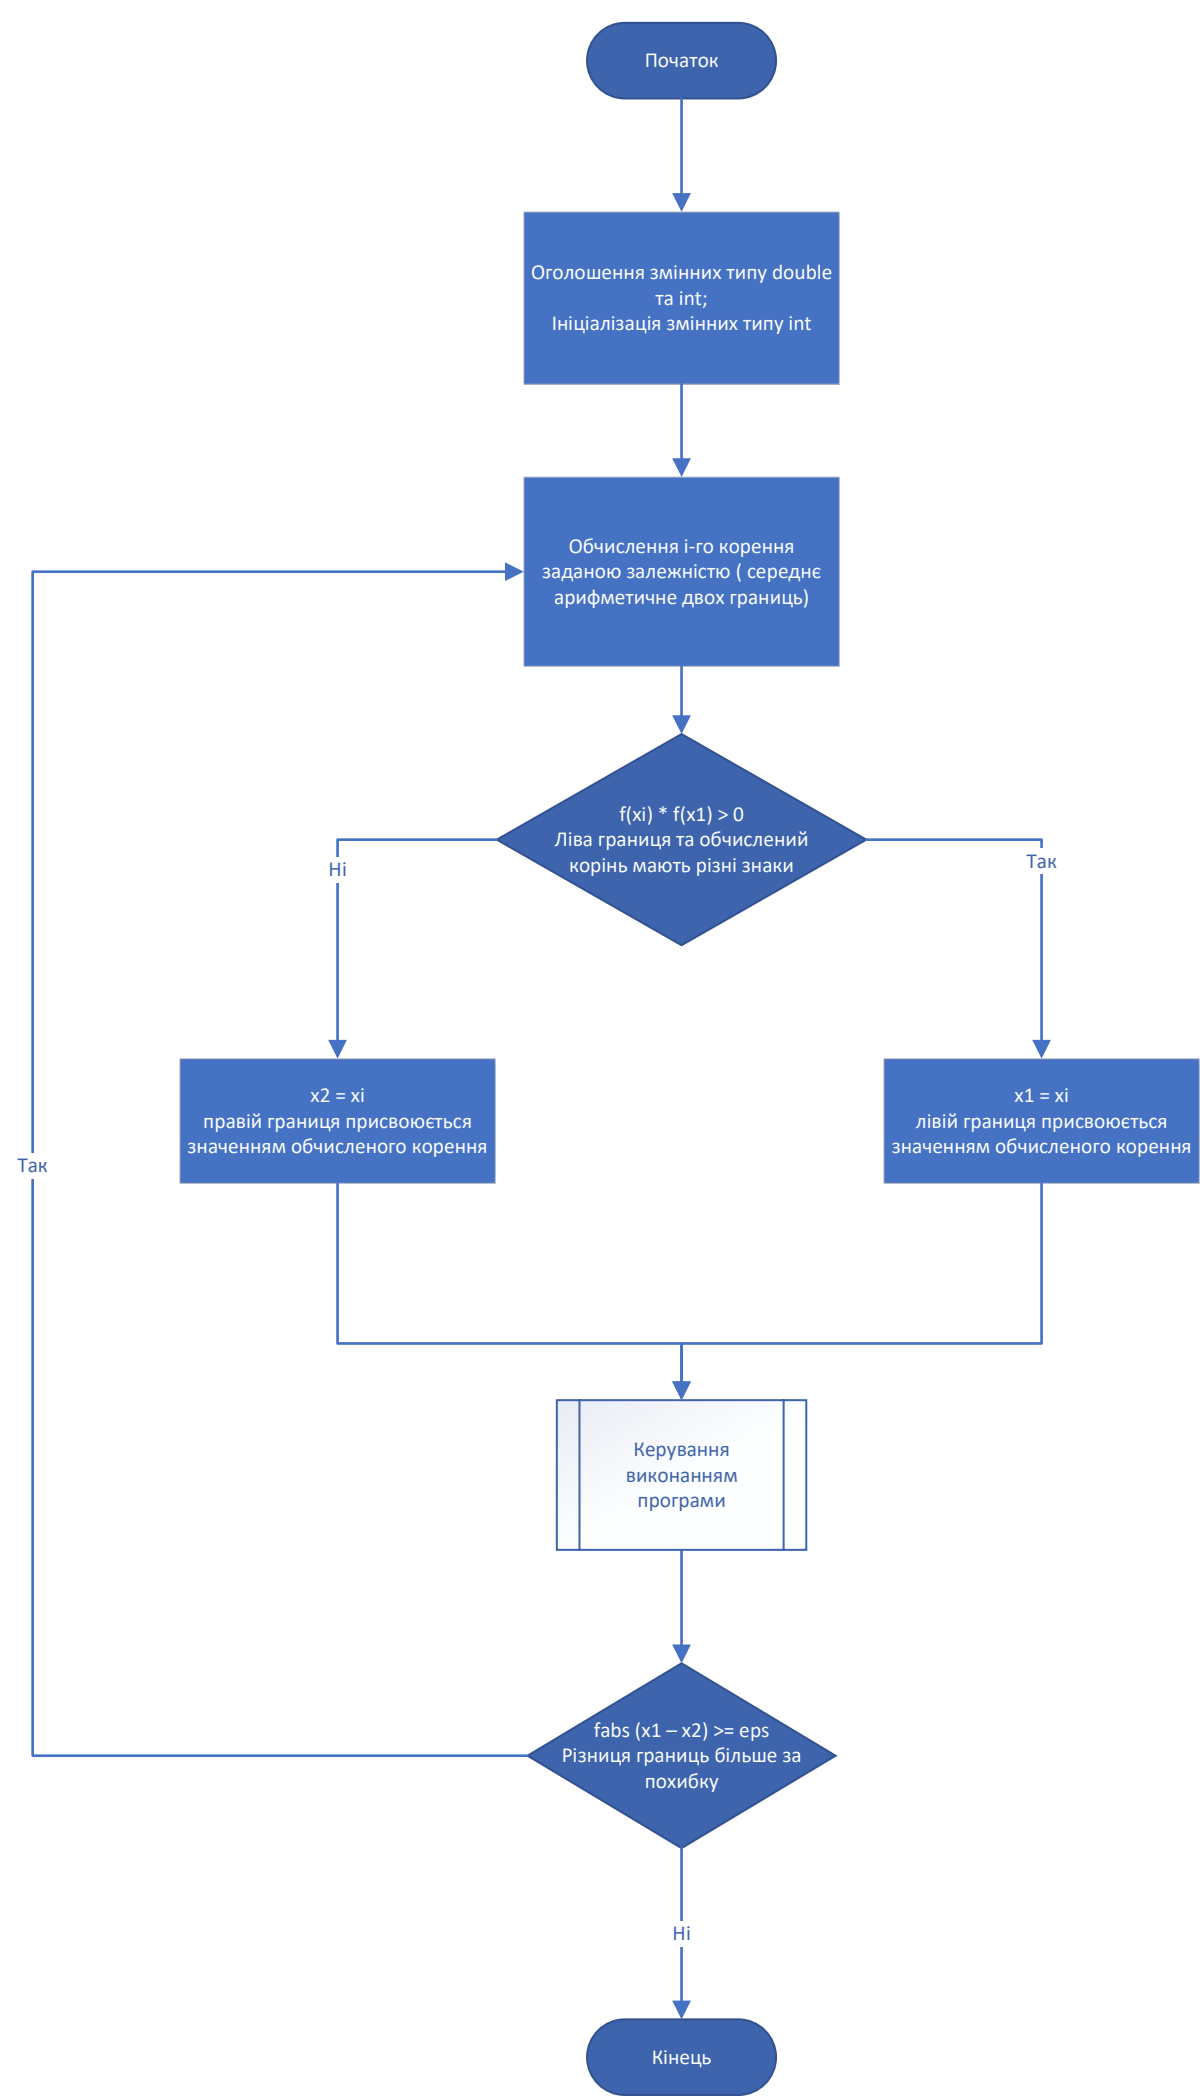 Початок
Оголошення змінних типу double
та int;
Ініціалізація змінних типу int
Обчислення і-го корення
заданою залежністю ( середнє
арифметичне двох границь)
f(xi) * f(x1) > 0
Ліва границя та обчислений
корінь мають різні знаки
Ні
Так
x2 = xi
правій границя присвоюється
значенням обчисленого корення
x1 = xi
лівій границя присвоюється
значенням обчисленого корення
Так
Керування
виконанням
програми
fabs (x1 – x2) >= eps
Різниця границь більше за
похибку
Ні
Кінець